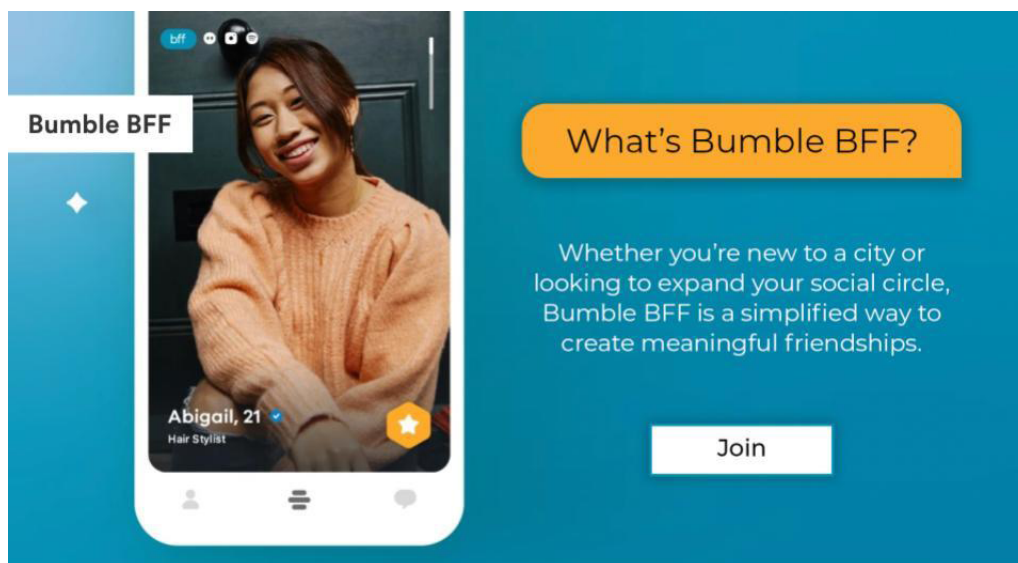 bff
Bumble BFF
Abigail, 21
Hair Stylist
What’s Bumble BFF?
Whether you’re new to a city or
looking to expand your social circle,
Bumble BFF is a simplified way to
create meaningful friendships.
Join